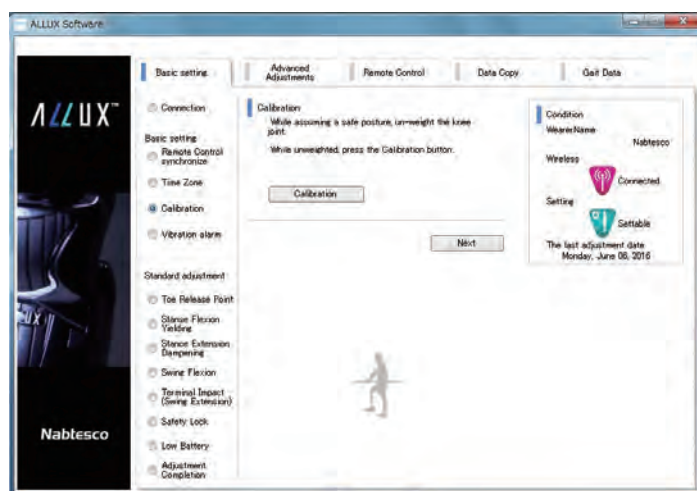 ALLUX Software
Basic setting
Advanced
Adjustments
Remote Control
Data Copy
Gait Data
ALLUX™
Nabtesco
Connection
Basic setting
Remote Control
synchronize
Time Zone
Calibration
Vibration alarm
Standard adjustment
Toe Release Point
Stanse Flexion
Yielding
Stance Extension
Dampening
Swing Flexion
Terminal Impact
(Swing Extension)
Safety Lock
Low Battery
Adjustment
Completion
Calibration
While assuming a safe posture, un-weight the knee
joint.
While unweighted, press the Calibration button.
Calibration
Next
Condition
WearerName
Nabtesco
Wireless
Connected
Setting
Settable
The last adjustment date
Monday, June 06, 2016